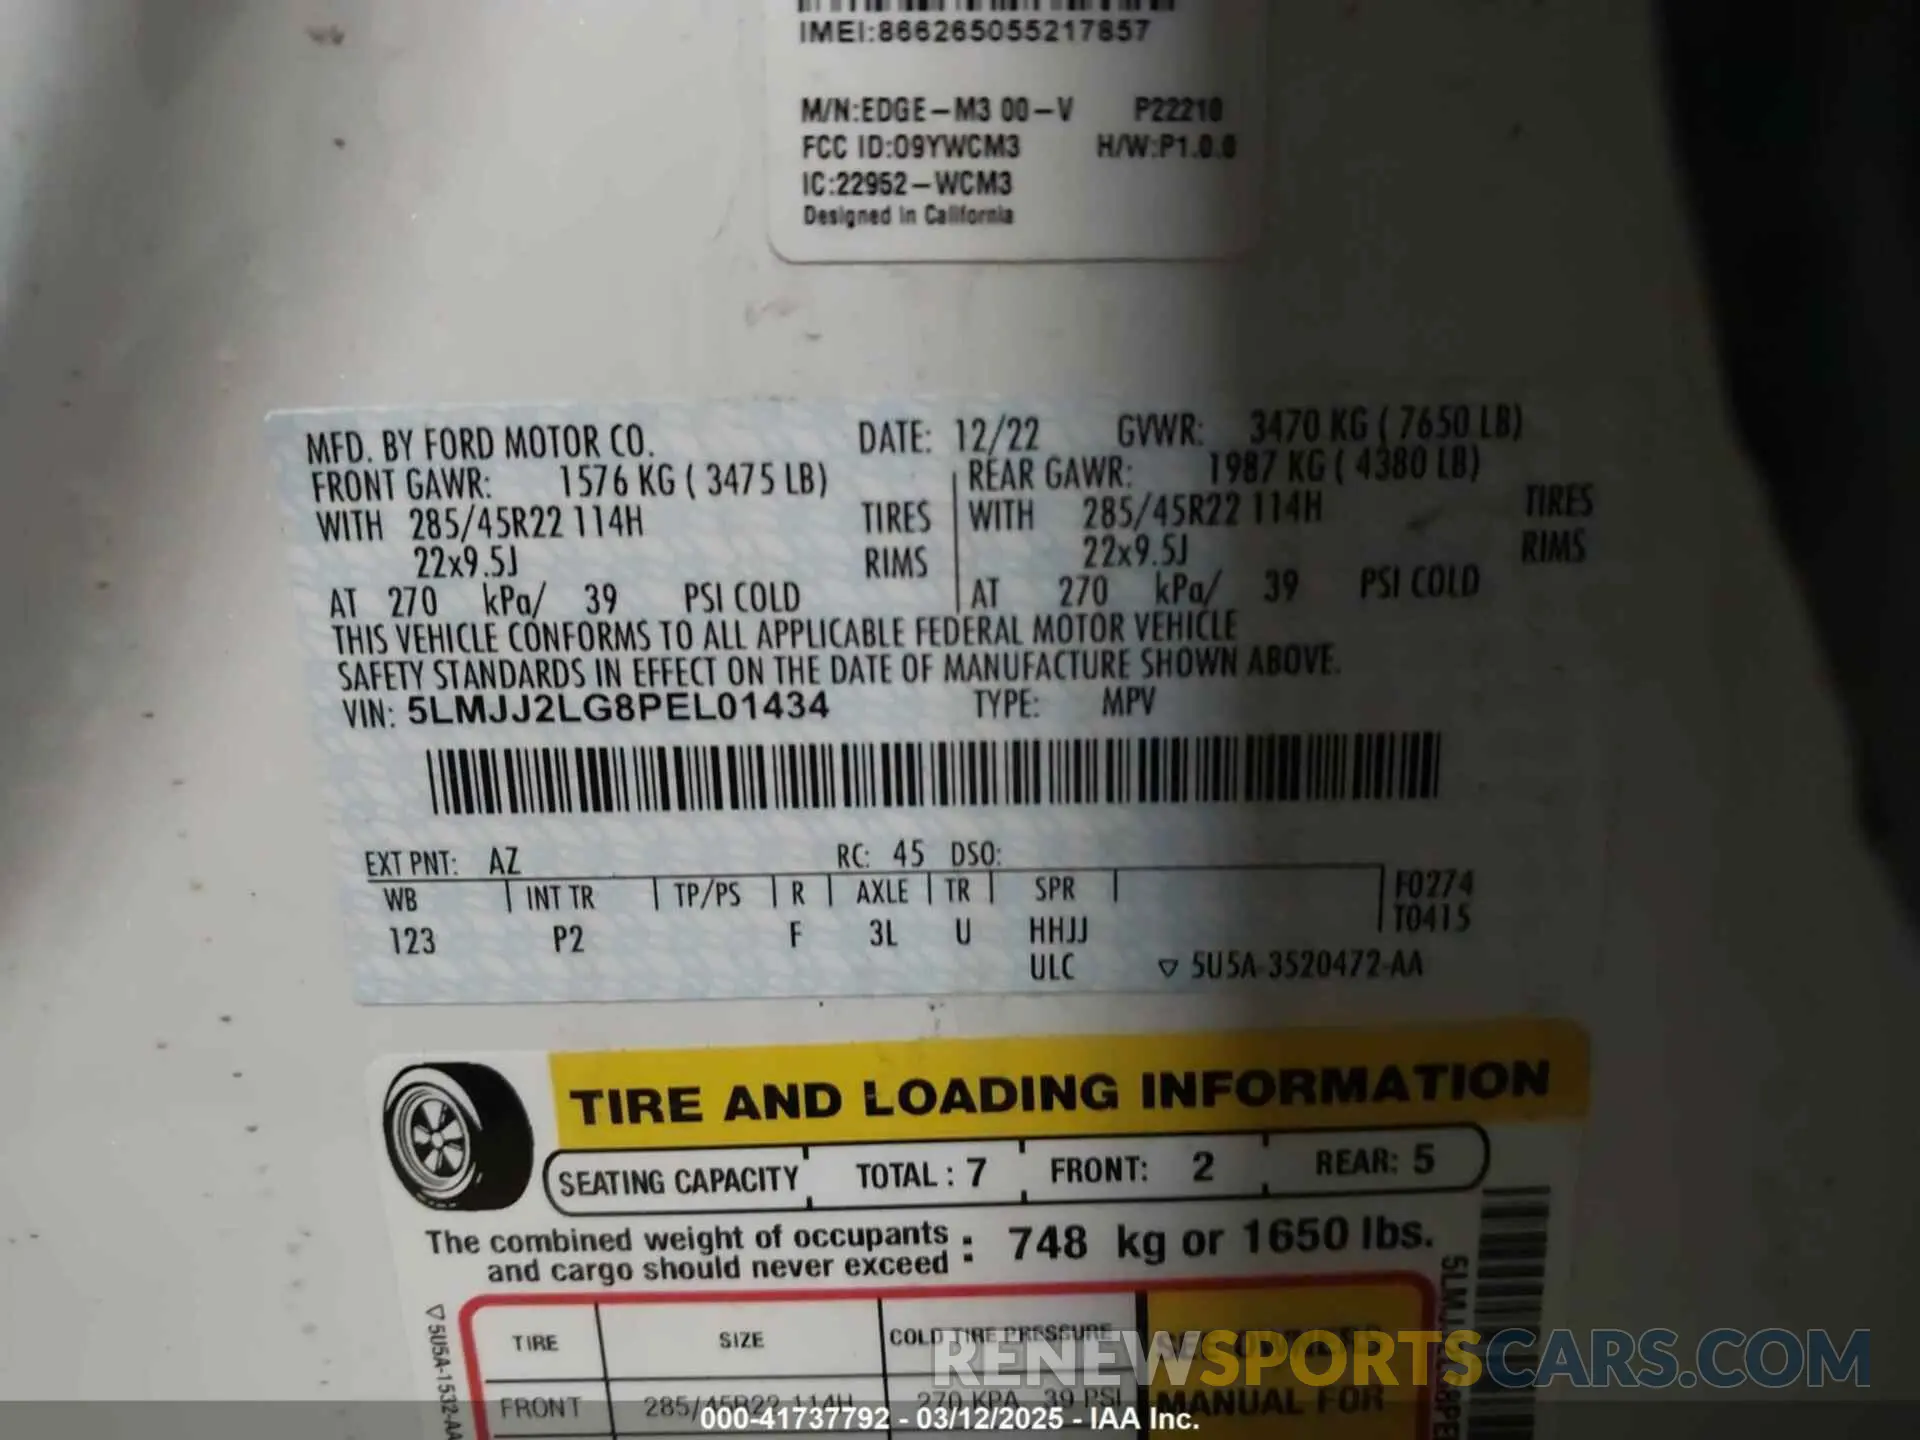 IMEI:866265055217857
M/N:EDGE-M3 00-V P22210
FCC ID:O9YWCM3 H/W:P1.0.0
IC:22952-WCM3
Designed in California
MFD. BY FORD MOTOR CO. DATE: 12/22 GVWR: 3470 KG ( 7650 LB)
FRONT GAWR: 1576 KG ( 3475 LB) REAR GAWR: 1987 KG ( 4380 LB)
WITH 285/45R22 114H TIRES WITH 285/45R22 114H TIRES
22x9.5J RIMS 22x9.5J RIMS
AT 270 kPa/ 39 PSI COLD AT 270 kPa/ 39 PSI COLD
THIS VEHICLE CONFORMS TO ALL APPLICABLE FEDERAL MOTOR VEHICLE
SAFETY STANDARDS IN EFFECT ON THE DATE OF MANUFACTURE SHOWN ABOVE.
VIN: 5LMJJ2LG8PEL01434 TYPE: MPV
EXT PNT: AZ RC: 45 DSO:
WB INT TR TP/PS R AXLE TR SPR F0274
T0415
123 P2 F 3L U HHJJ
ULC ▽ 5U5A-3520472-AA
TIRE AND LOADING INFORMATION
SEATING CAPACITY TOTAL : 7 FRONT: 2 REAR: 5
The combined weight of occupants
and cargo should never exceed : 748 kg or 1650 lbs.
TIRE SIZE COLD TIRE PRESSURE SEE OWNERS
FRONT 285/45R22 114H 270 KPA, 39 PSI MANUAL FOR
▽ 5U5A-1532-AA
RENEWSPORTSCARS.COM
000-41737792 - 03/12/2025 - IAA Inc.